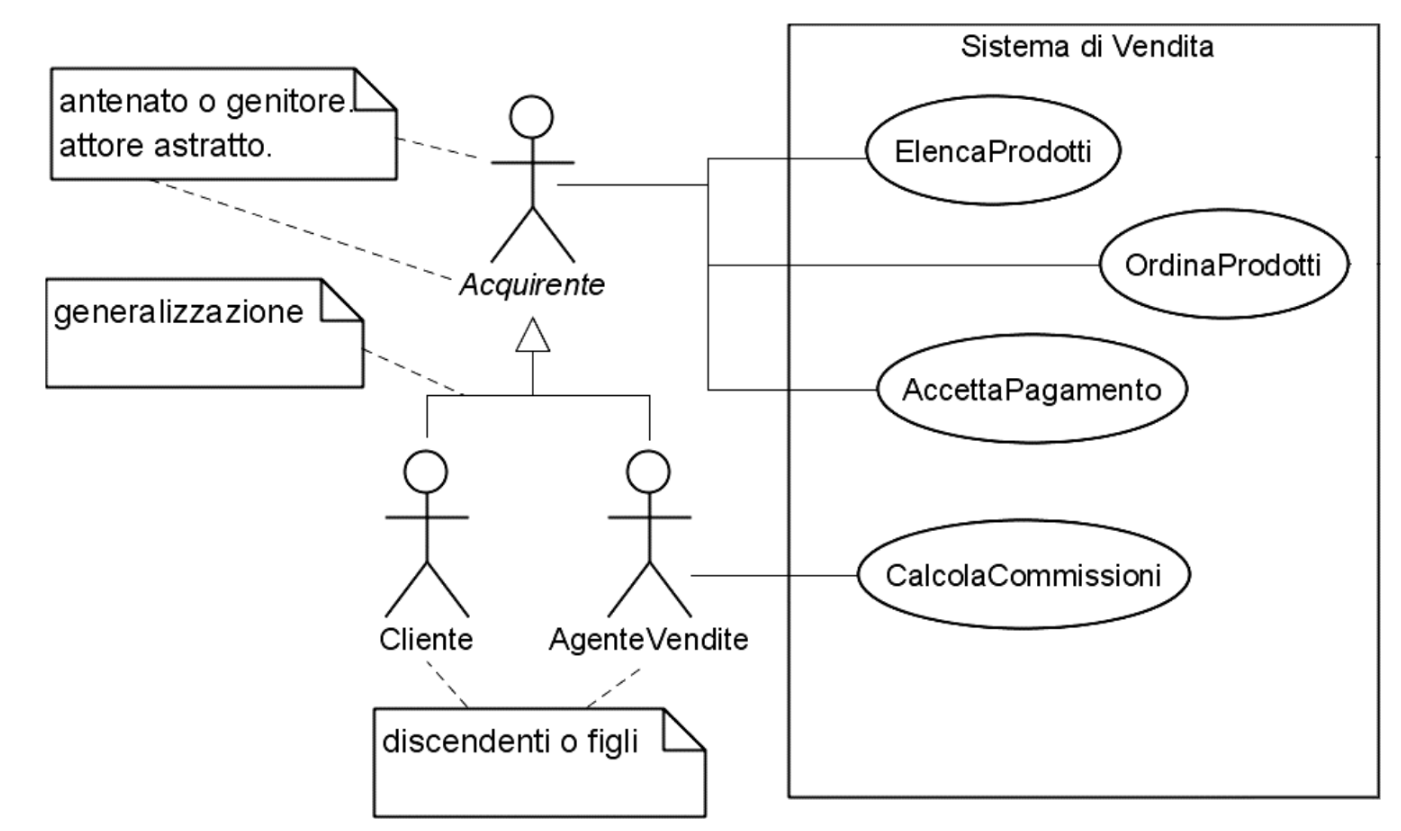 Sistema di Vendita
antenato o genitore.
attore astratto.
ElencaProdotti
OrdinaProdotti
Acquirente
generalizzazione
AccettaPagamento
CalcolaCommissioni
Cliente
AgenteVendite
discendenti o figli